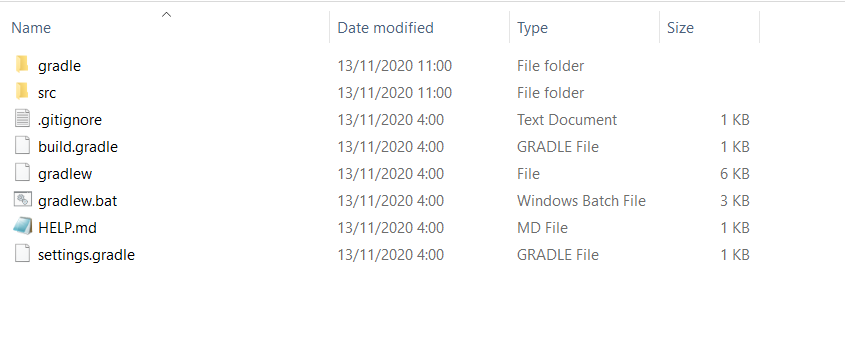 Name Date modified Type Size
gradle 13/11/2020 11:00 File folder
src 13/11/2020 11:00 File folder
.gitignore 13/11/2020 4:00 Text Document 1 KB
build.gradle 13/11/2020 4:00 GRADLE File 1 KB
gradlew 13/11/2020 4:00 File 6 KB
gradlew.bat 13/11/2020 4:00 Windows Batch File 3 KB
HELP.md 13/11/2020 4:00 MD File 1 KB
settings.gradle 13/11/2020 4:00 GRADLE File 1 KB